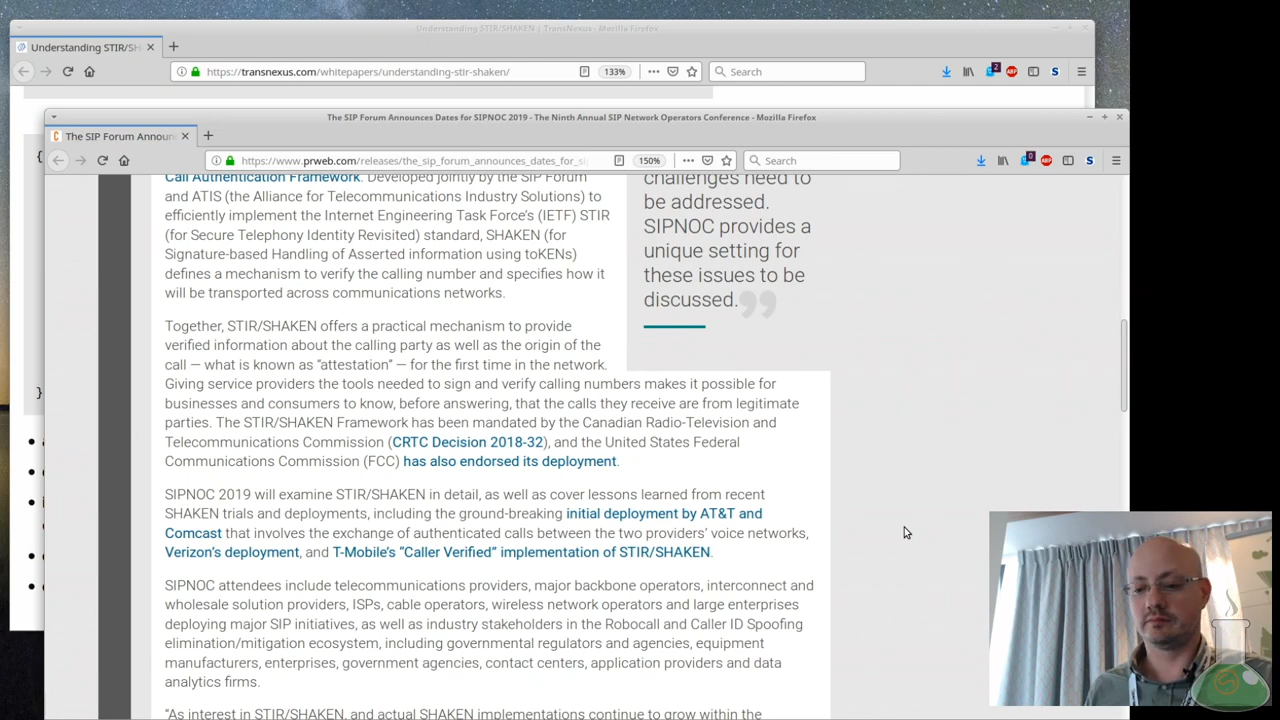 Understanding STIR/SHAKEN | TransNexus - Mozilla Firefox
Understanding STIR/SH
https://transnexus.com/whitepapers/understanding-stir-shaken/
133%
Search
2
ABP
S
{
}
The SIP Forum Announces Dates for SIPNOC 2019 - The Ninth Annual SIP Network Operators Conference - Mozilla Firefox
The SIP Forum Announ
https://www.prweb.com/releases/the_sip_forum_announces_dates_for_si
150%
Search
0
ABP
S
Call Authentication Framework. Developed jointly by the SIP Forum
and ATIS (the Alliance for Telecommunications Industry Solutions) to
efficiently implement the Internet Engineering Task Force's (IETF) STIR
(for Secure Telephony Identity Revisited) standard, SHAKEN (for
Signature-based Handling of Asserted information using toKENs)
defines a mechanism to verify the calling number and specifies how it
will be transported across communications networks.
challenges need to
be addressed.
SIPNOC provides a
unique setting for
these issues to be
discussed.”
Together, STIR/SHAKEN offers a practical mechanism to provide
verified information about the calling party as well as the origin of the
call — what is known as “attestation” — for the first time in the network.
Giving service providers the tools needed to sign and verify calling numbers makes it possible for
businesses and consumers to know, before answering, that the calls they receive are from legitimate
parties. The STIR/SHAKEN Framework has been mandated by the Canadian Radio-Television and
Telecommunications Commission (CRTC Decision 2018-32), and the United States Federal
Communications Commission (FCC) has also endorsed its deployment.
SIPNOC 2019 will examine STIR/SHAKEN in detail, as well as cover lessons learned from recent
SHAKEN trials and deployments, including the ground-breaking initial deployment by AT&T and
Comcast that involves the exchange of authenticated calls between the two providers' voice networks,
Verizon's deployment, and T-Mobile's “Caller Verified” implementation of STIR/SHAKEN.
SIPNOC attendees include telecommunications providers, major backbone operators, interconnect and
wholesale solution providers, ISPs, cable operators, wireless network operators and large enterprises
deploying major SIP initiatives, as well as industry stakeholders in the Robocall and Caller ID Spoofing
elimination/mitigation ecosystem, including governmental regulators and agencies, equipment
manufacturers, enterprises, government agencies, contact centers, application providers and data
analytics firms.
“As interest in STIR/SHAKEN, and actual SHAKEN implementations continue to grow within the